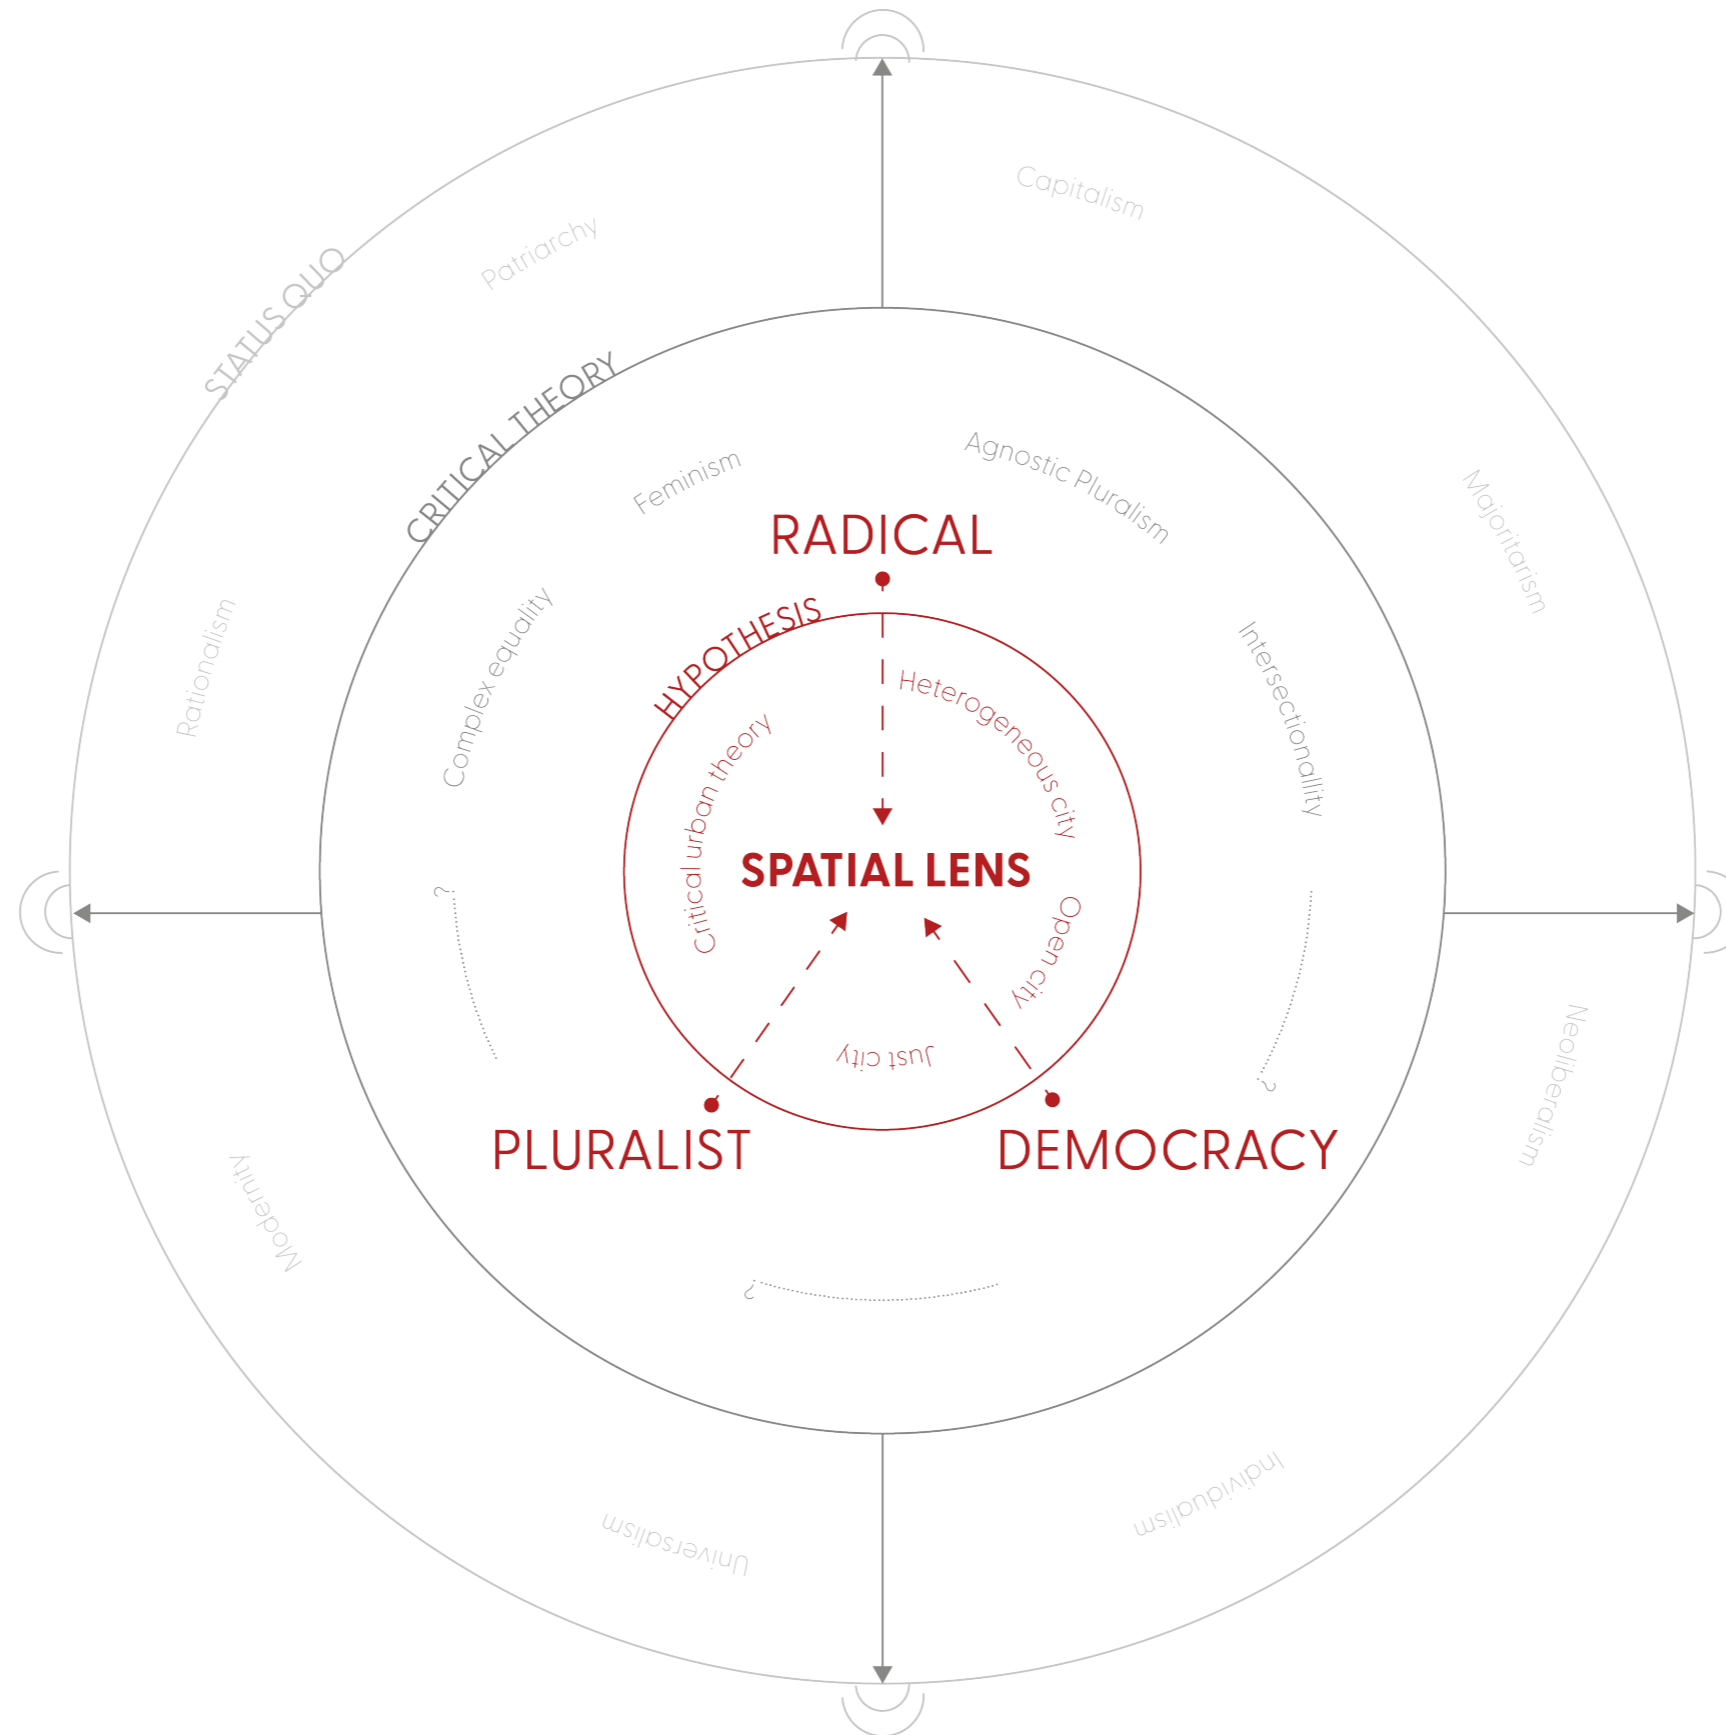 STATUS QUO
Patriarchy
Capitalism
Majoritarism
Neoliberalism
Individualism
Universalism
Modernity
Rationalism
CRITICAL THEORY
Feminism
Agnostic Pluralism
Intersectionallity
?
?
?
Complex equality
RADICAL
HYPOTHESIS
Heterogeneous city
Critical urban theory
SPATIAL LENS
Open city
Just city
PLURALIST
DEMOCRACY